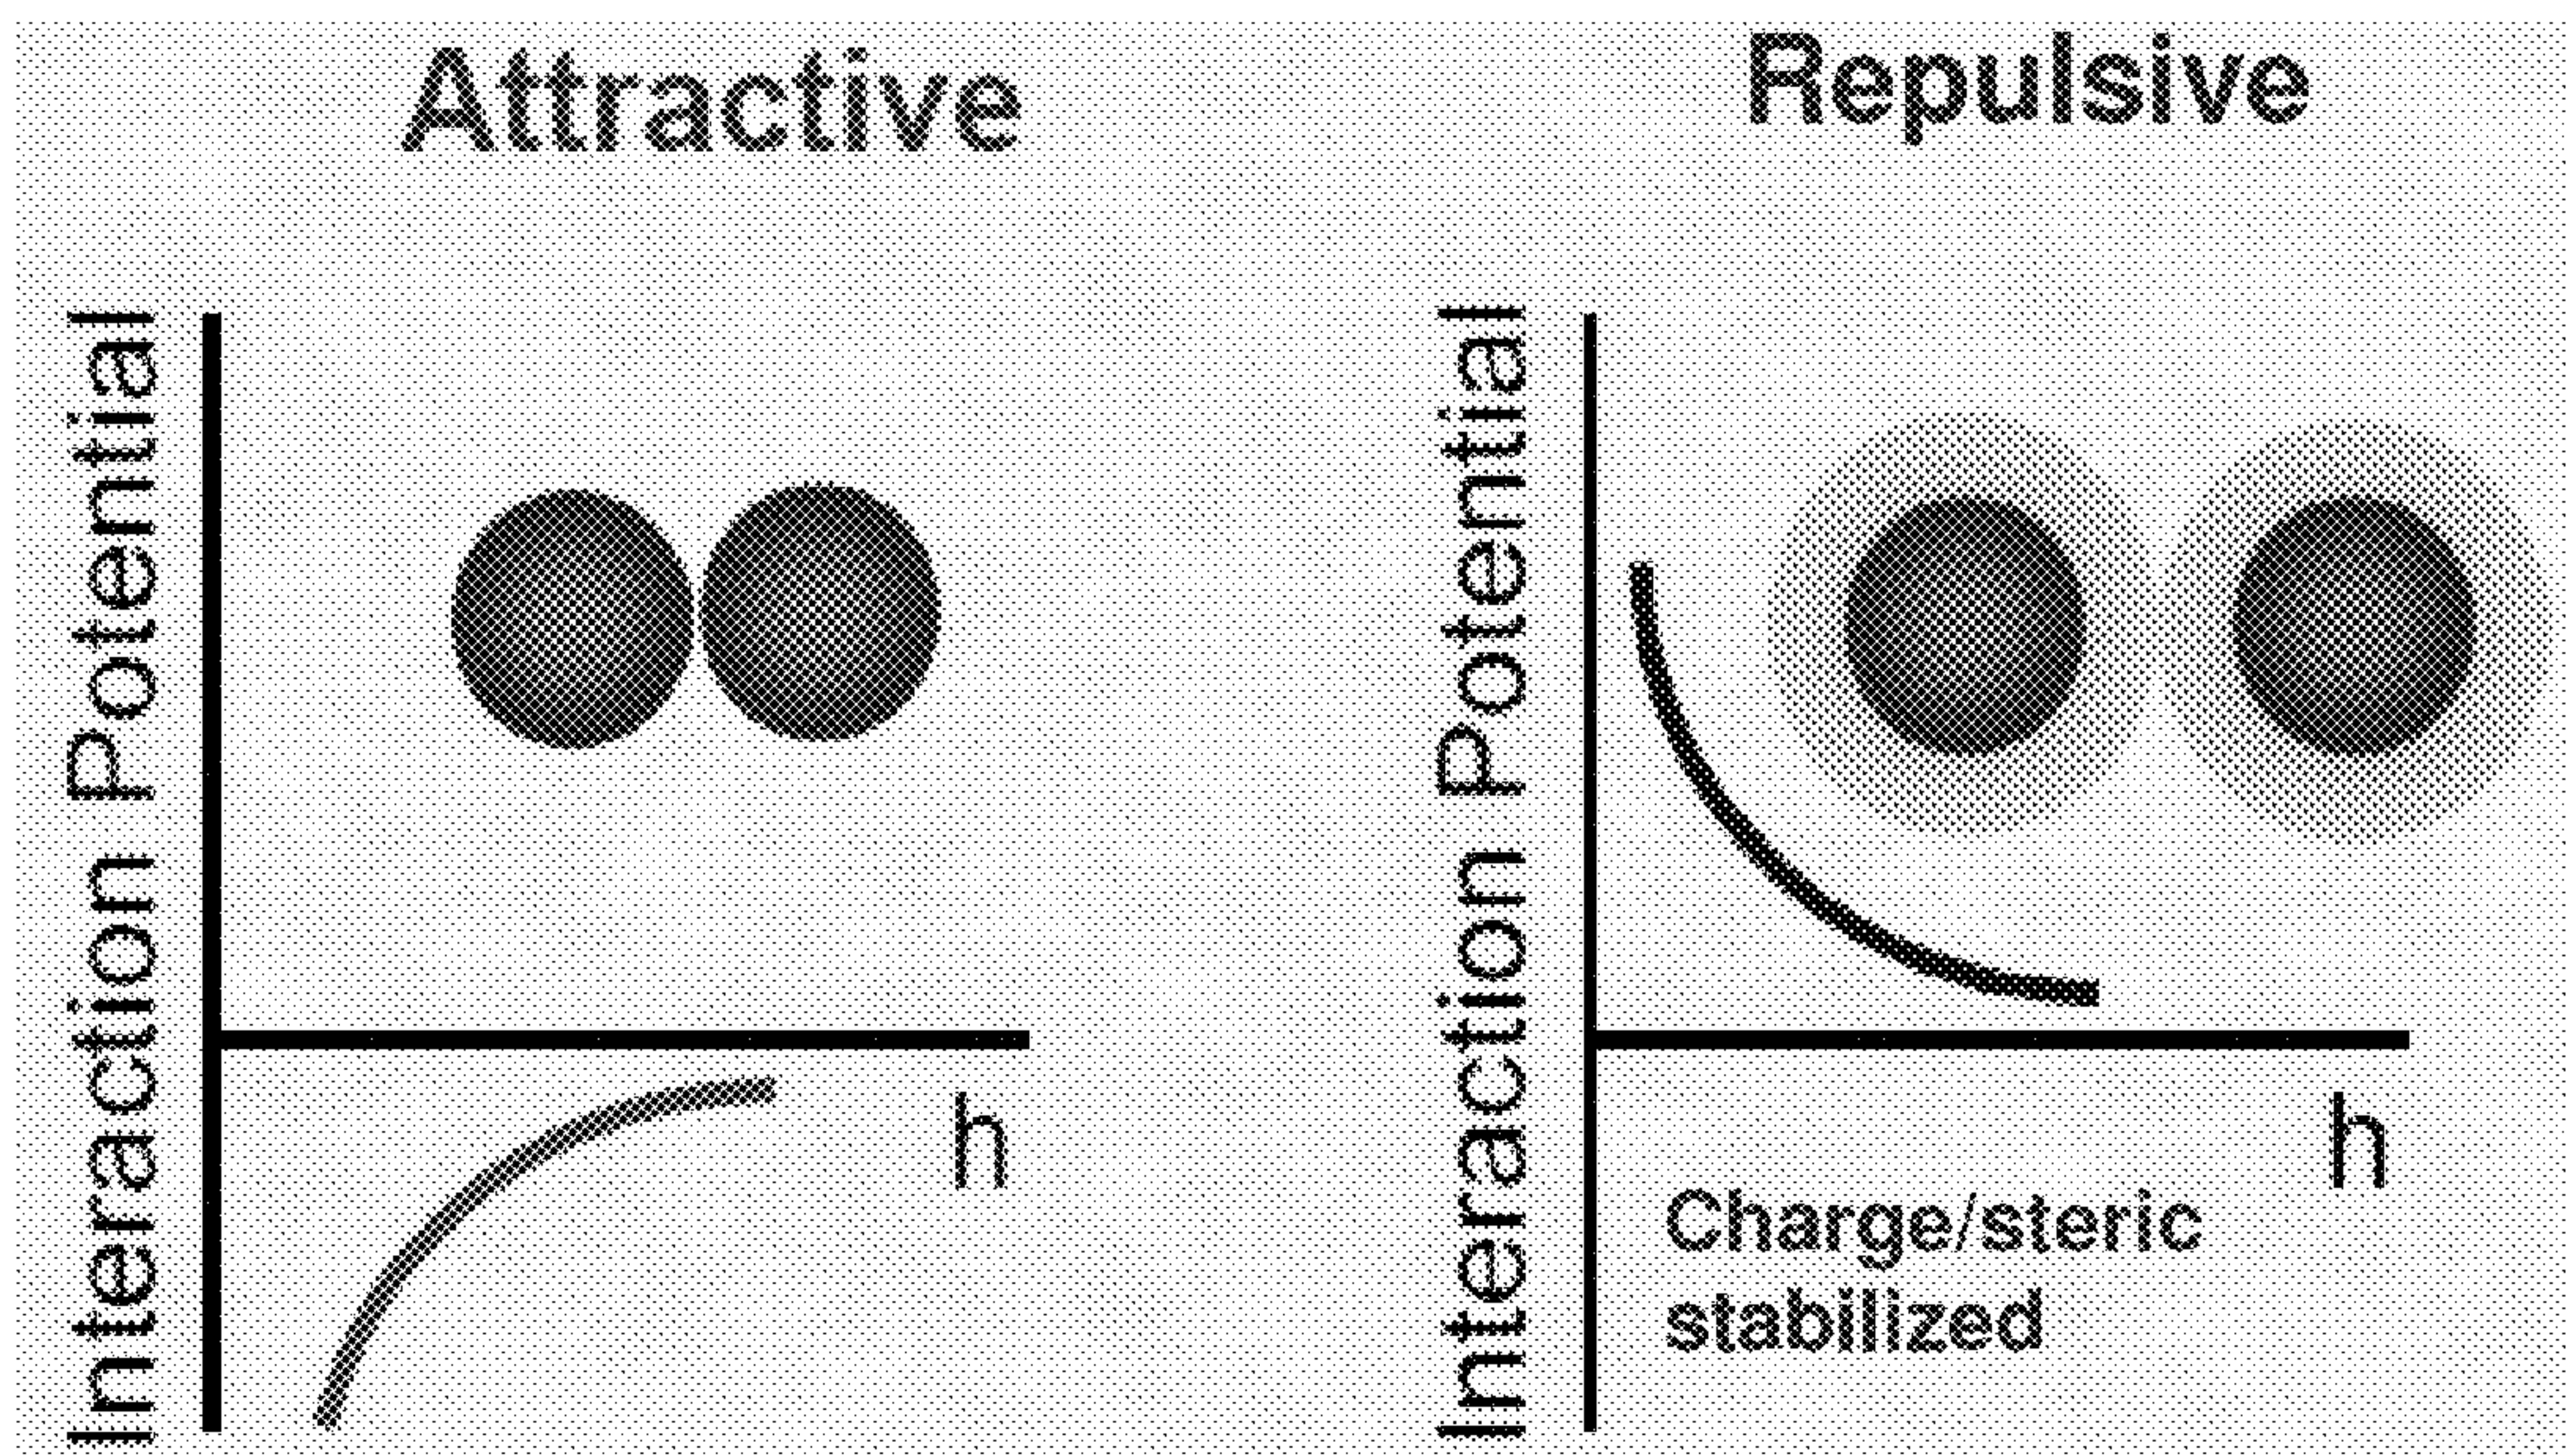 Attractive
Interaction Potential
h
Repulsive
Interaction Potential
h
Charge/steric
stabilized